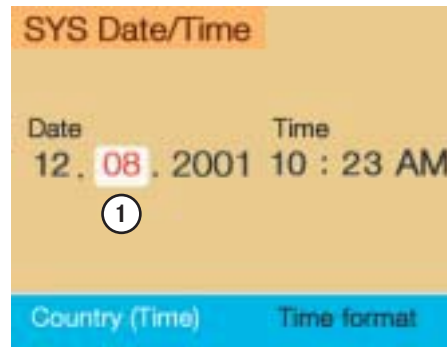 SYS Date/Time
Date Time
12. 08. 2001 10 : 23 AM
1
Country (Time) Time format